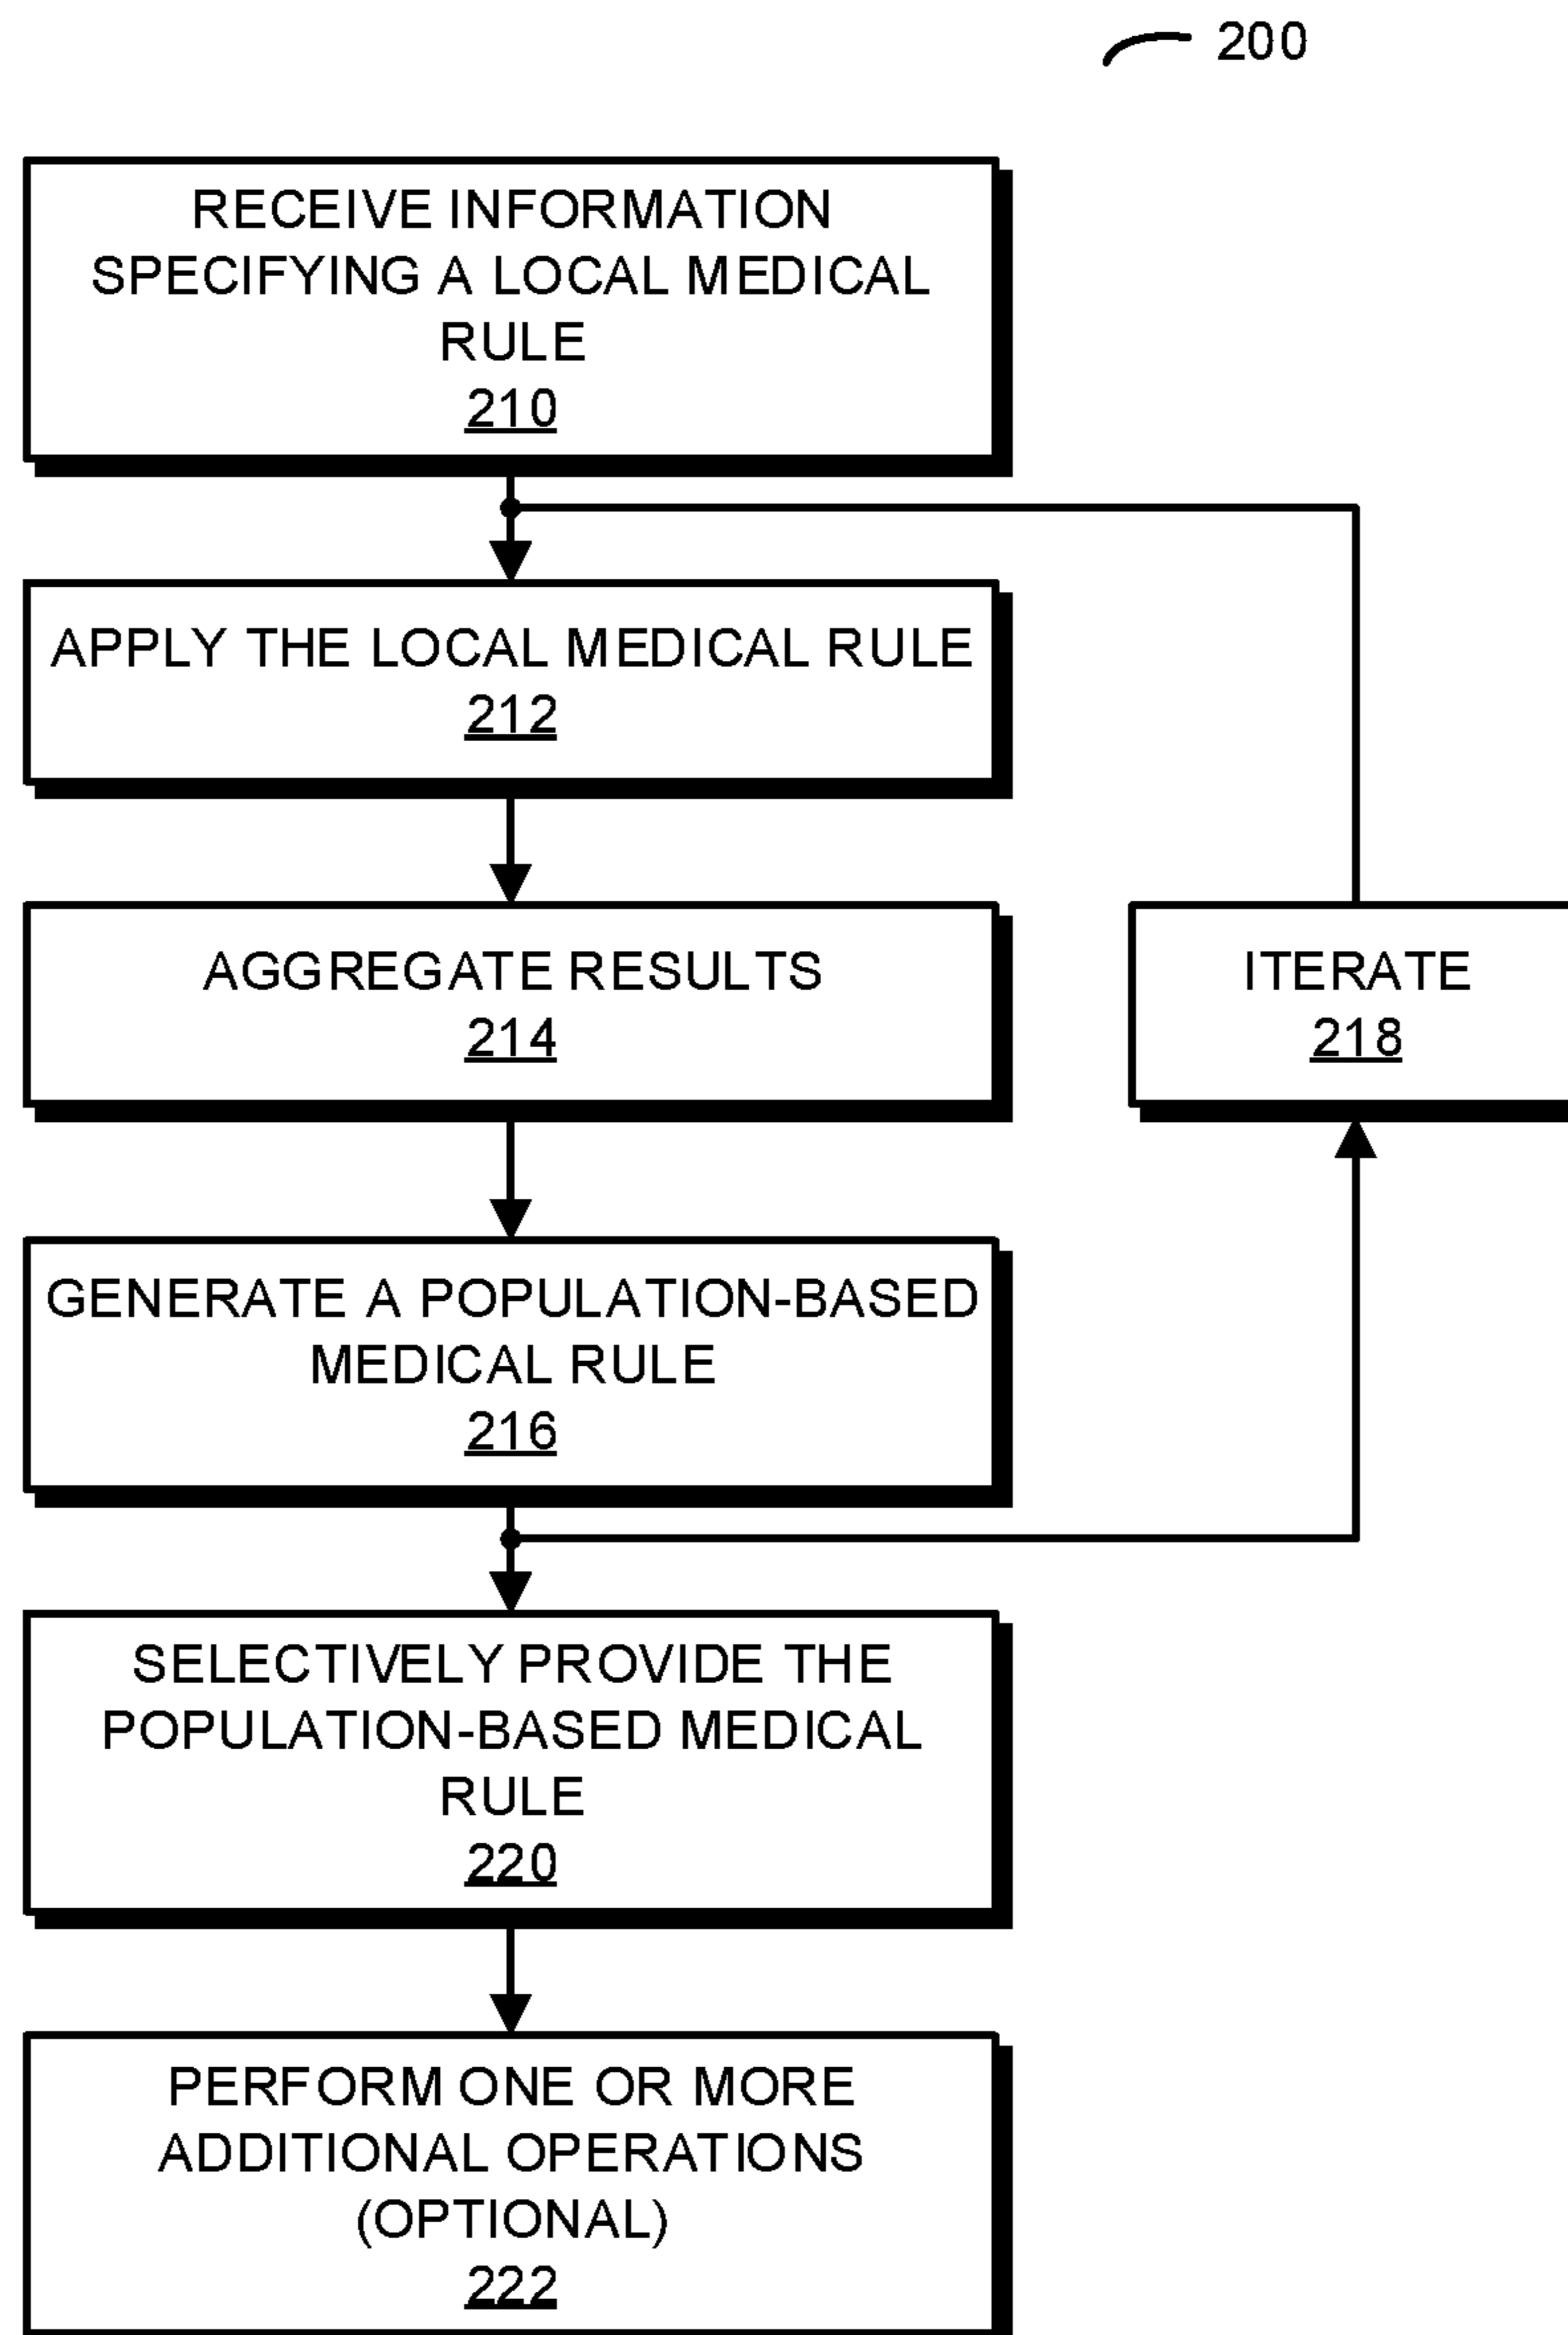 200
RECEIVE INFORMATION
SPECIFYING A LOCAL MEDICAL
RULE
210
APPLY THE LOCAL MEDICAL RULE
212
AGGREGATE RESULTS
214
ITERATE
218
GENERATE A POPULATION-BASED
MEDICAL RULE
216
SELECTIVELY PROVIDE THE
POPULATION-BASED MEDICAL
RULE
220
PERFORM ONE OR MORE
ADDITIONAL OPERATIONS
(OPTIONAL)
222